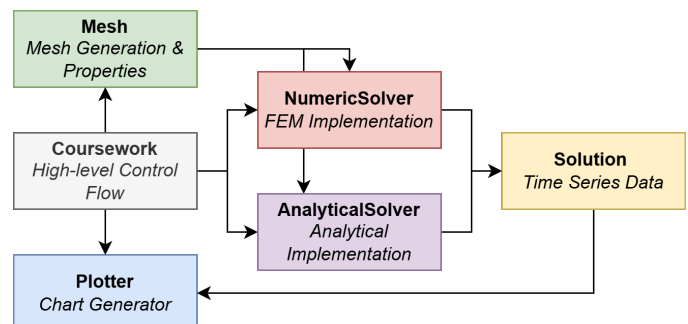 Mesh
Mesh Generation &
Properties
NumericSolver
FEM Implementation
Coursework
High-level Control
Flow
Solution
Time Series Data
AnalyticalSolver
Analytical
Implementation
Plotter
Chart Generator